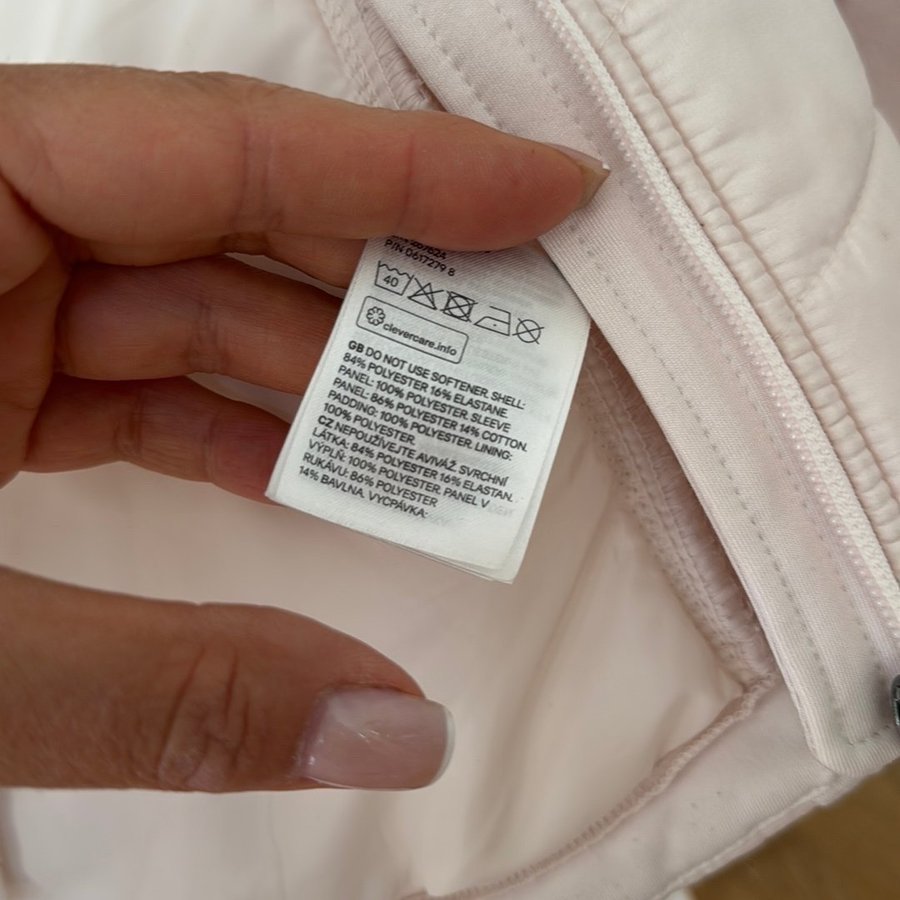 P/N 0617279 8
40
clevercare.info
GB DO NOT USE SOFTENER. SHELL:
84% POLYESTER 16% ELASTANE.
PANEL: 100% POLYESTER. SLEEVE
PANEL: 86% POLYESTER 14% COTTON.
PADDING: 100% POLYESTER. LINING:
100% POLYESTER.
CZ NEPOUŽÍVEJTE AVIVÁŽ. SVRCHNÍ
LÁTKA: 84% POLYESTER 16% ELASTAN.
VÝPLŇ: 100% POLYESTER. PANEL V
RUKÁVU: 86% POLYESTER
14% BAVLNA. VYCPÁVKA: